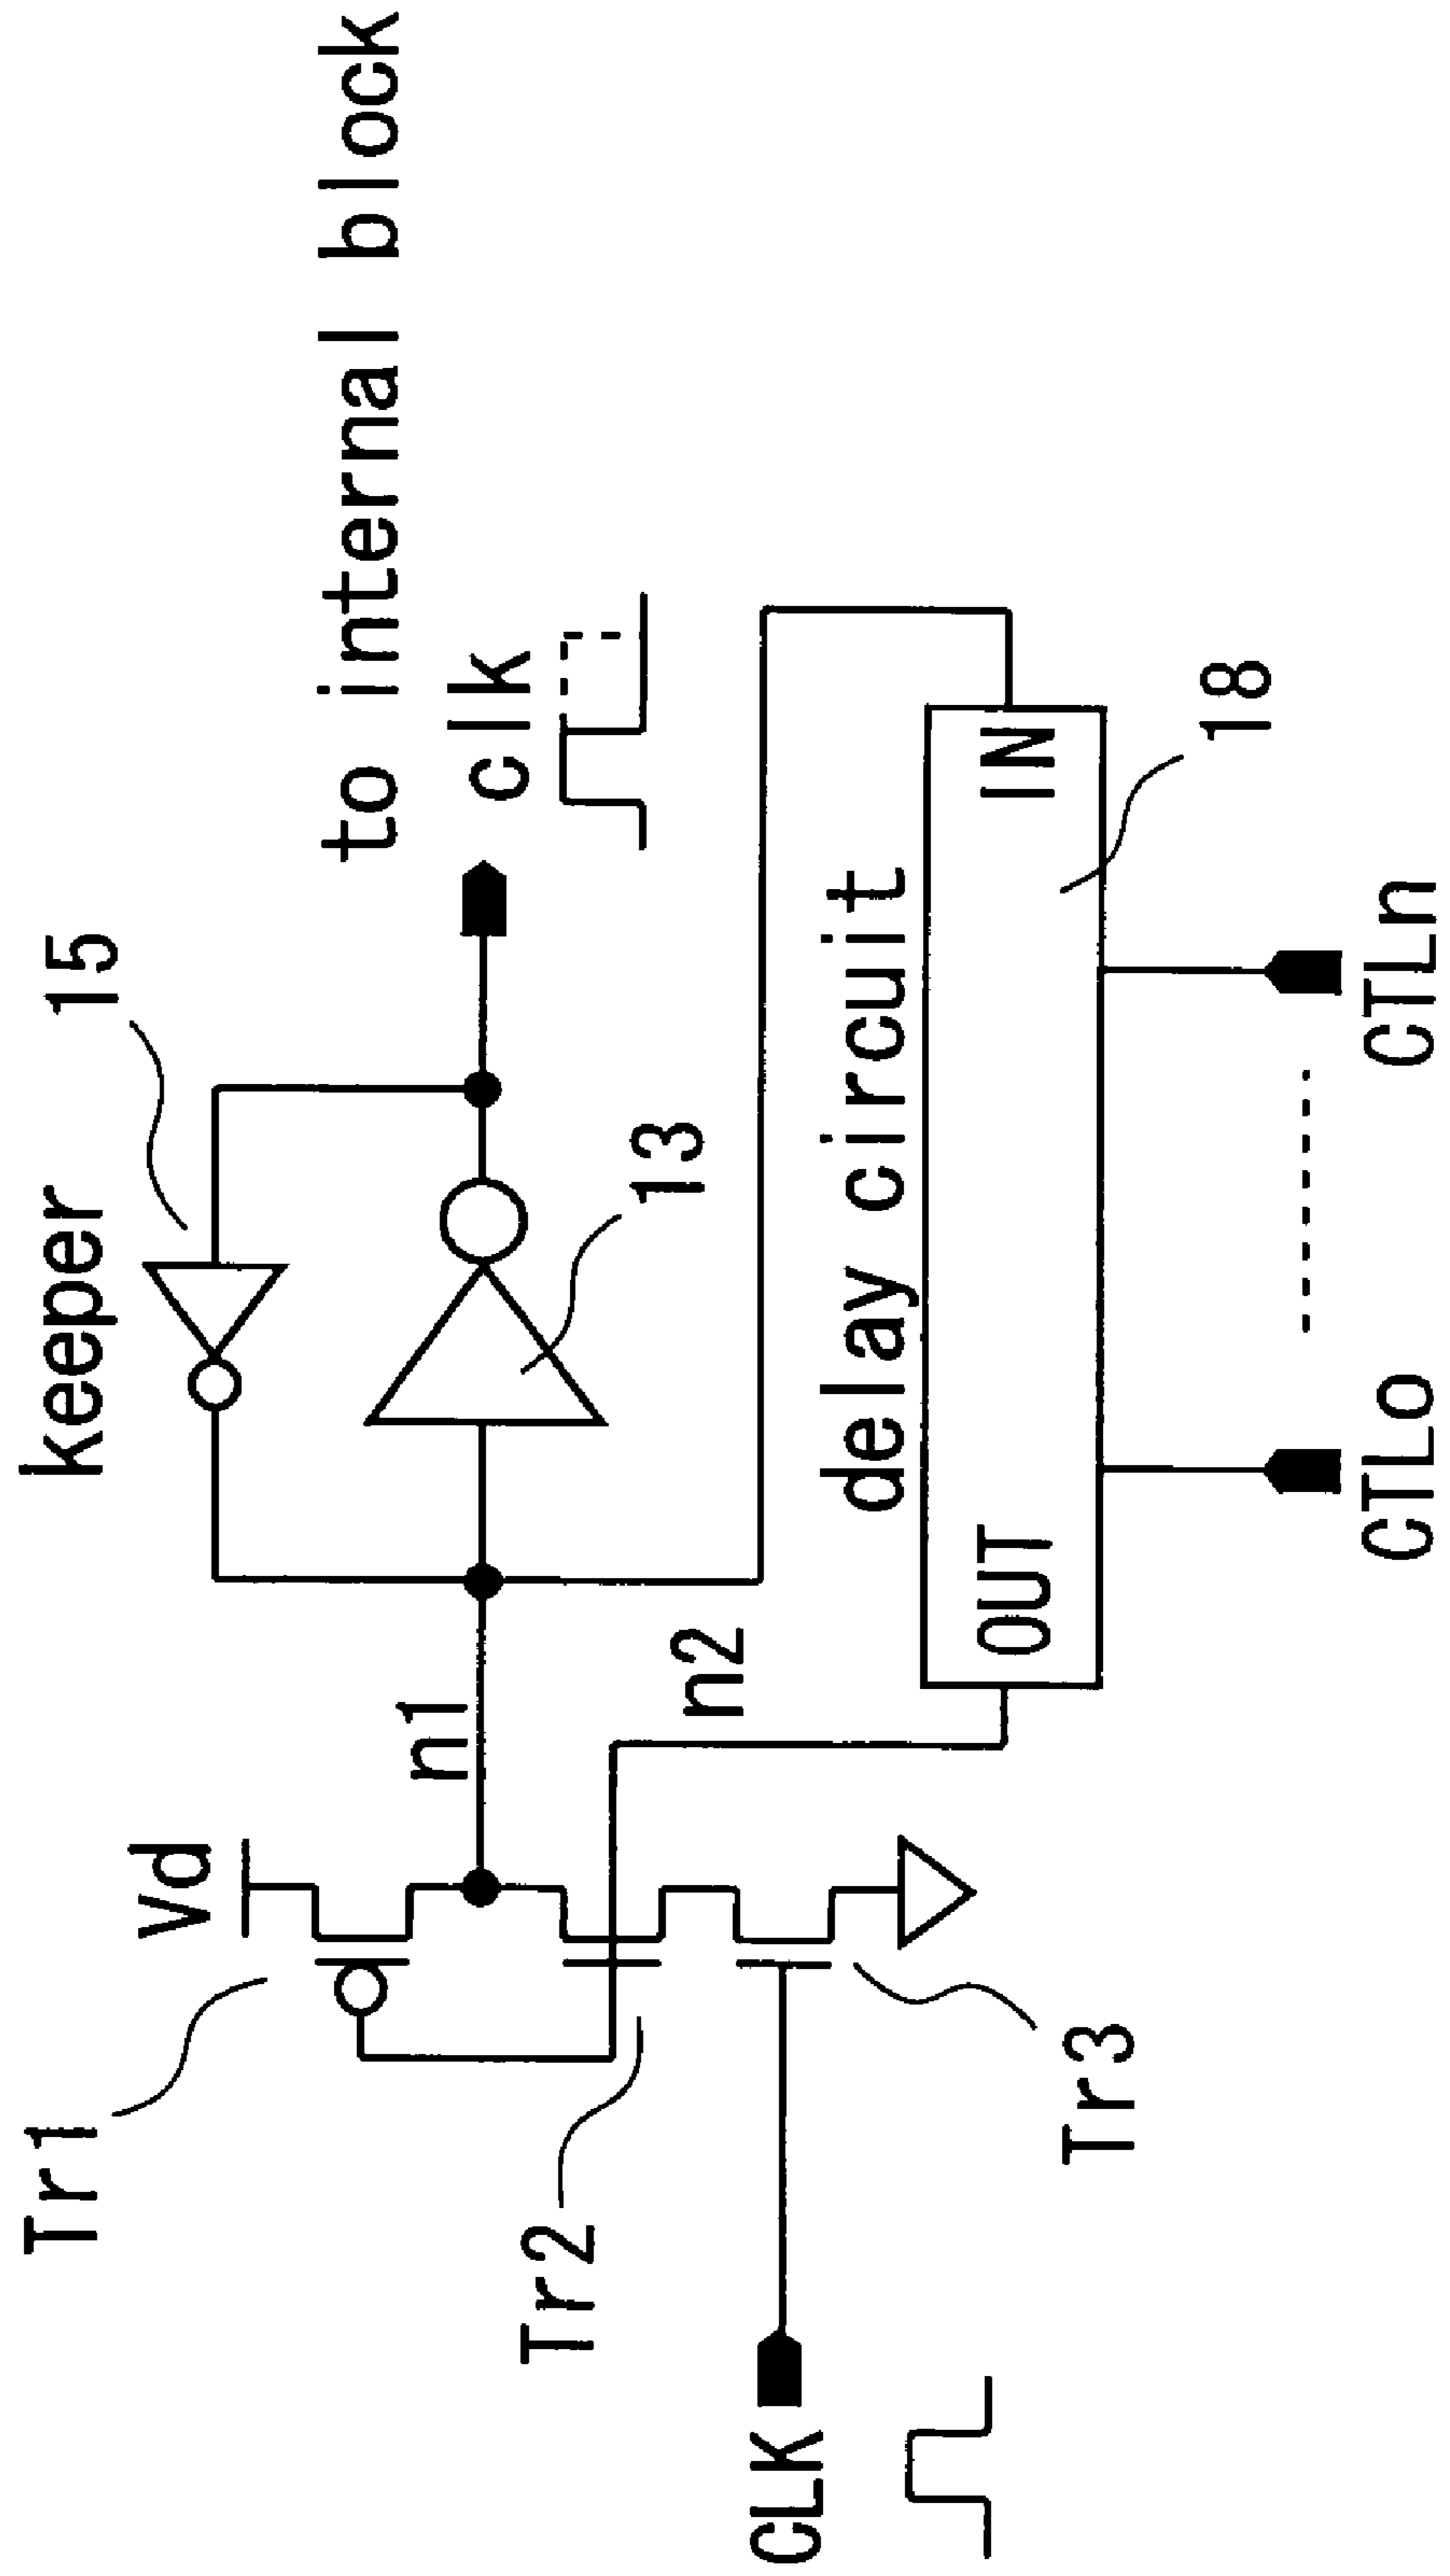 to internal block
keeper
15
clk
13
Tr1
Vd
n1
n2
Tr2
Tr3
CLK
delay circuit
OUT
IN
18
CTLo
CTLn